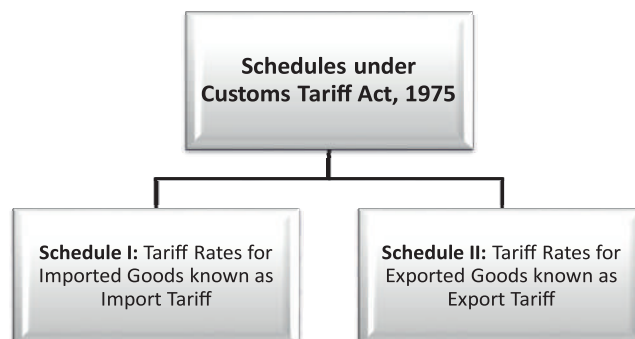 Schedules under
Customs Tariff Act, 1975
Schedule I: Tariff Rates for
Imported Goods known as
Import Tariff
Schedule II: Tariff Rates for
Exported Goods known as
Export Tariff